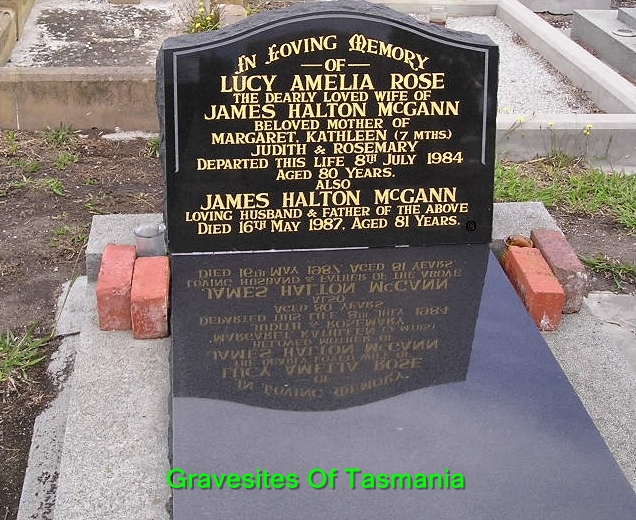 In Loving Memory
— OF —
LUCY AMELIA ROSE
THE DEARLY LOVED WIFE OF
JAMES HALTON McGANN
BELOVED MOTHER OF
MARGARET, KATHLEEN (7 MTHS.)
JUDITH & ROSEMARY
DEPARTED THIS LIFE 8TH JULY 1984
AGED 80 YEARS.
ALSO
JAMES HALTON McGANN
LOVING HUSBAND & FATHER OF THE ABOVE
DIED 16TH MAY 1987, AGED 81 YEARS.
Gravesites Of Tasmania